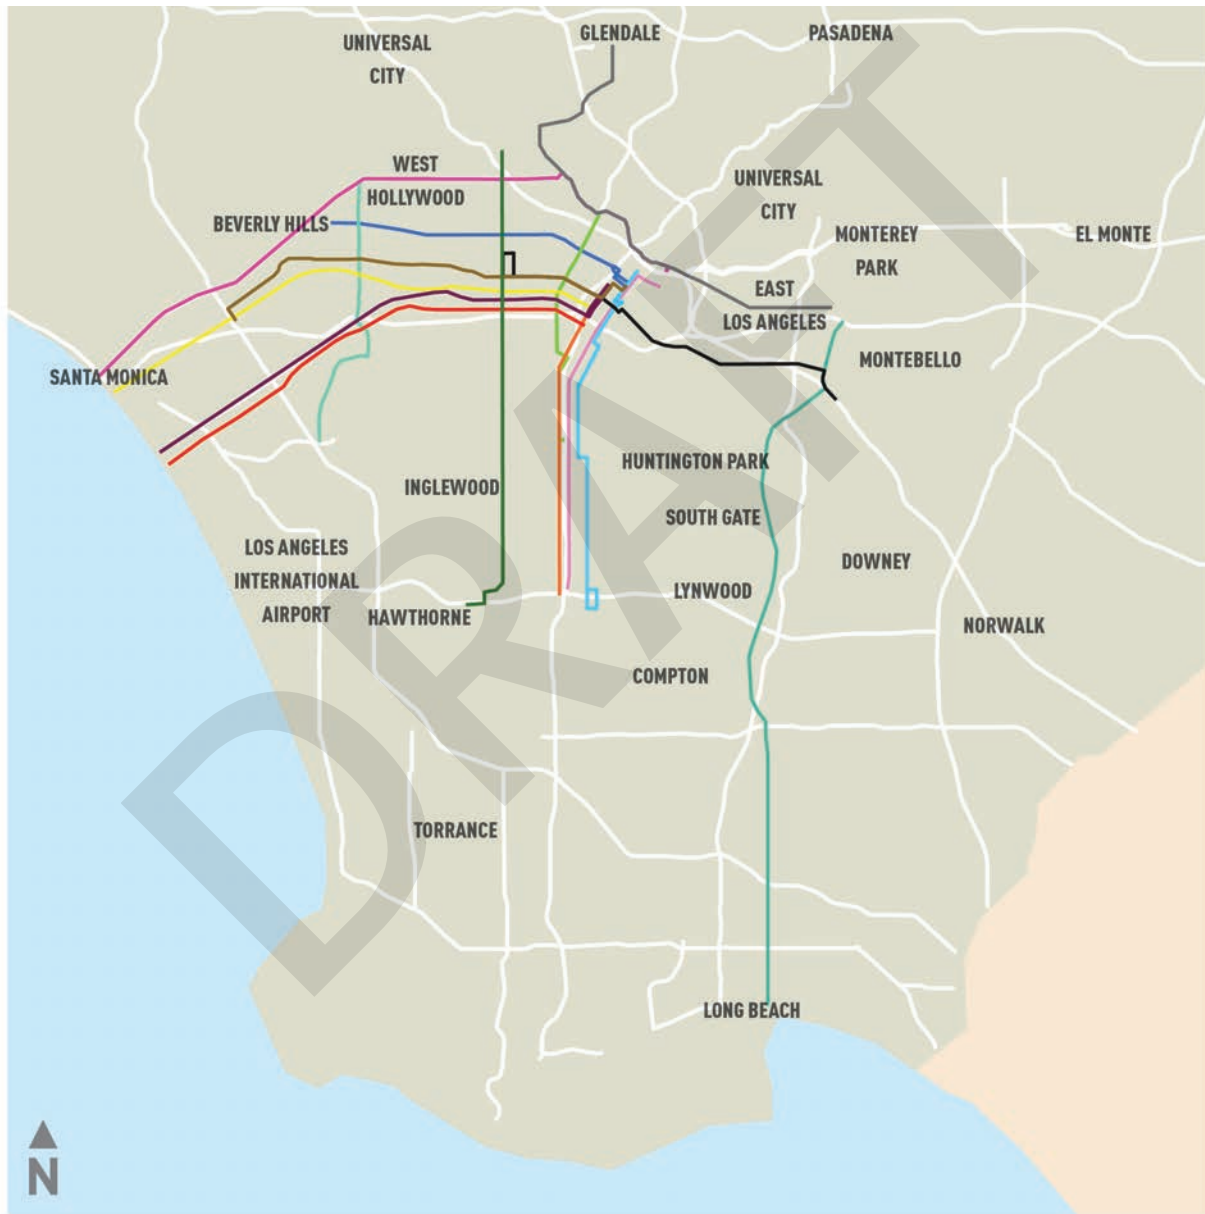 UNIVERSAL
CITY
GLENDALE
PASADENA
WEST
HOLLYWOOD
UNIVERSAL
CITY
BEVERLY HILLS
MONTEREY
PARK
EL MONTE
EAST
LOS ANGELES
MONTEBELLO
SANTA MONICA
HUNTINGTON PARK
INGLEWOOD
SOUTH GATE
LOS ANGELES
INTERNATIONAL
AIRPORT
DOWNEY
LYNWOOD
HAWTHORNE
NORWALK
COMPTON
TORRANCE
LONG BEACH
DRAFT
N